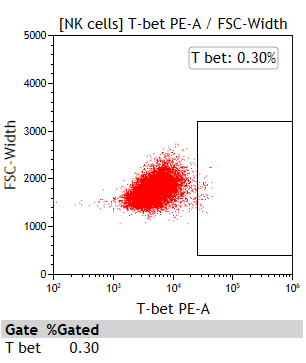 [NK cells] T-bet PE-A / FSC-Width
5000
T bet: 0.30%
4000
3000
FSC-Width
2000
1000
0
10² 10³ 10⁴ 10⁵ 10⁶
T-bet PE-A
Gate %Gated
T bet 0.30